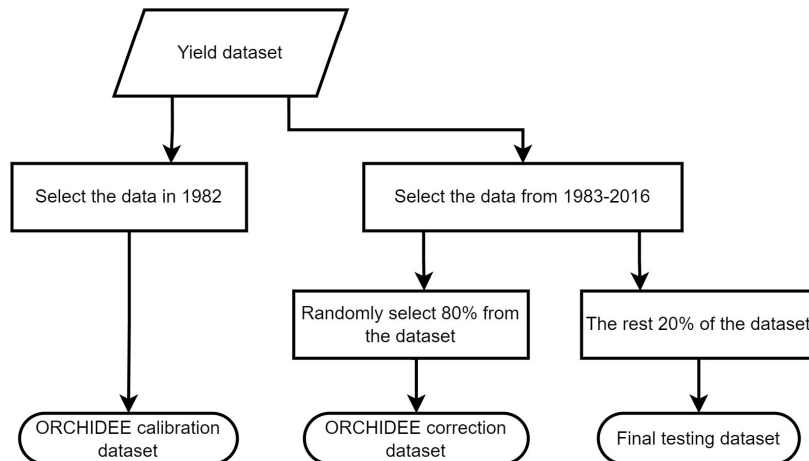 Yield dataset
Select the data in 1982
Select the data from 1983-2016
Randomly select 80% from
the dataset
The rest 20% of the dataset
ORCHIDEE calibration
dataset
ORCHIDEE correction
dataset
Final testing dataset